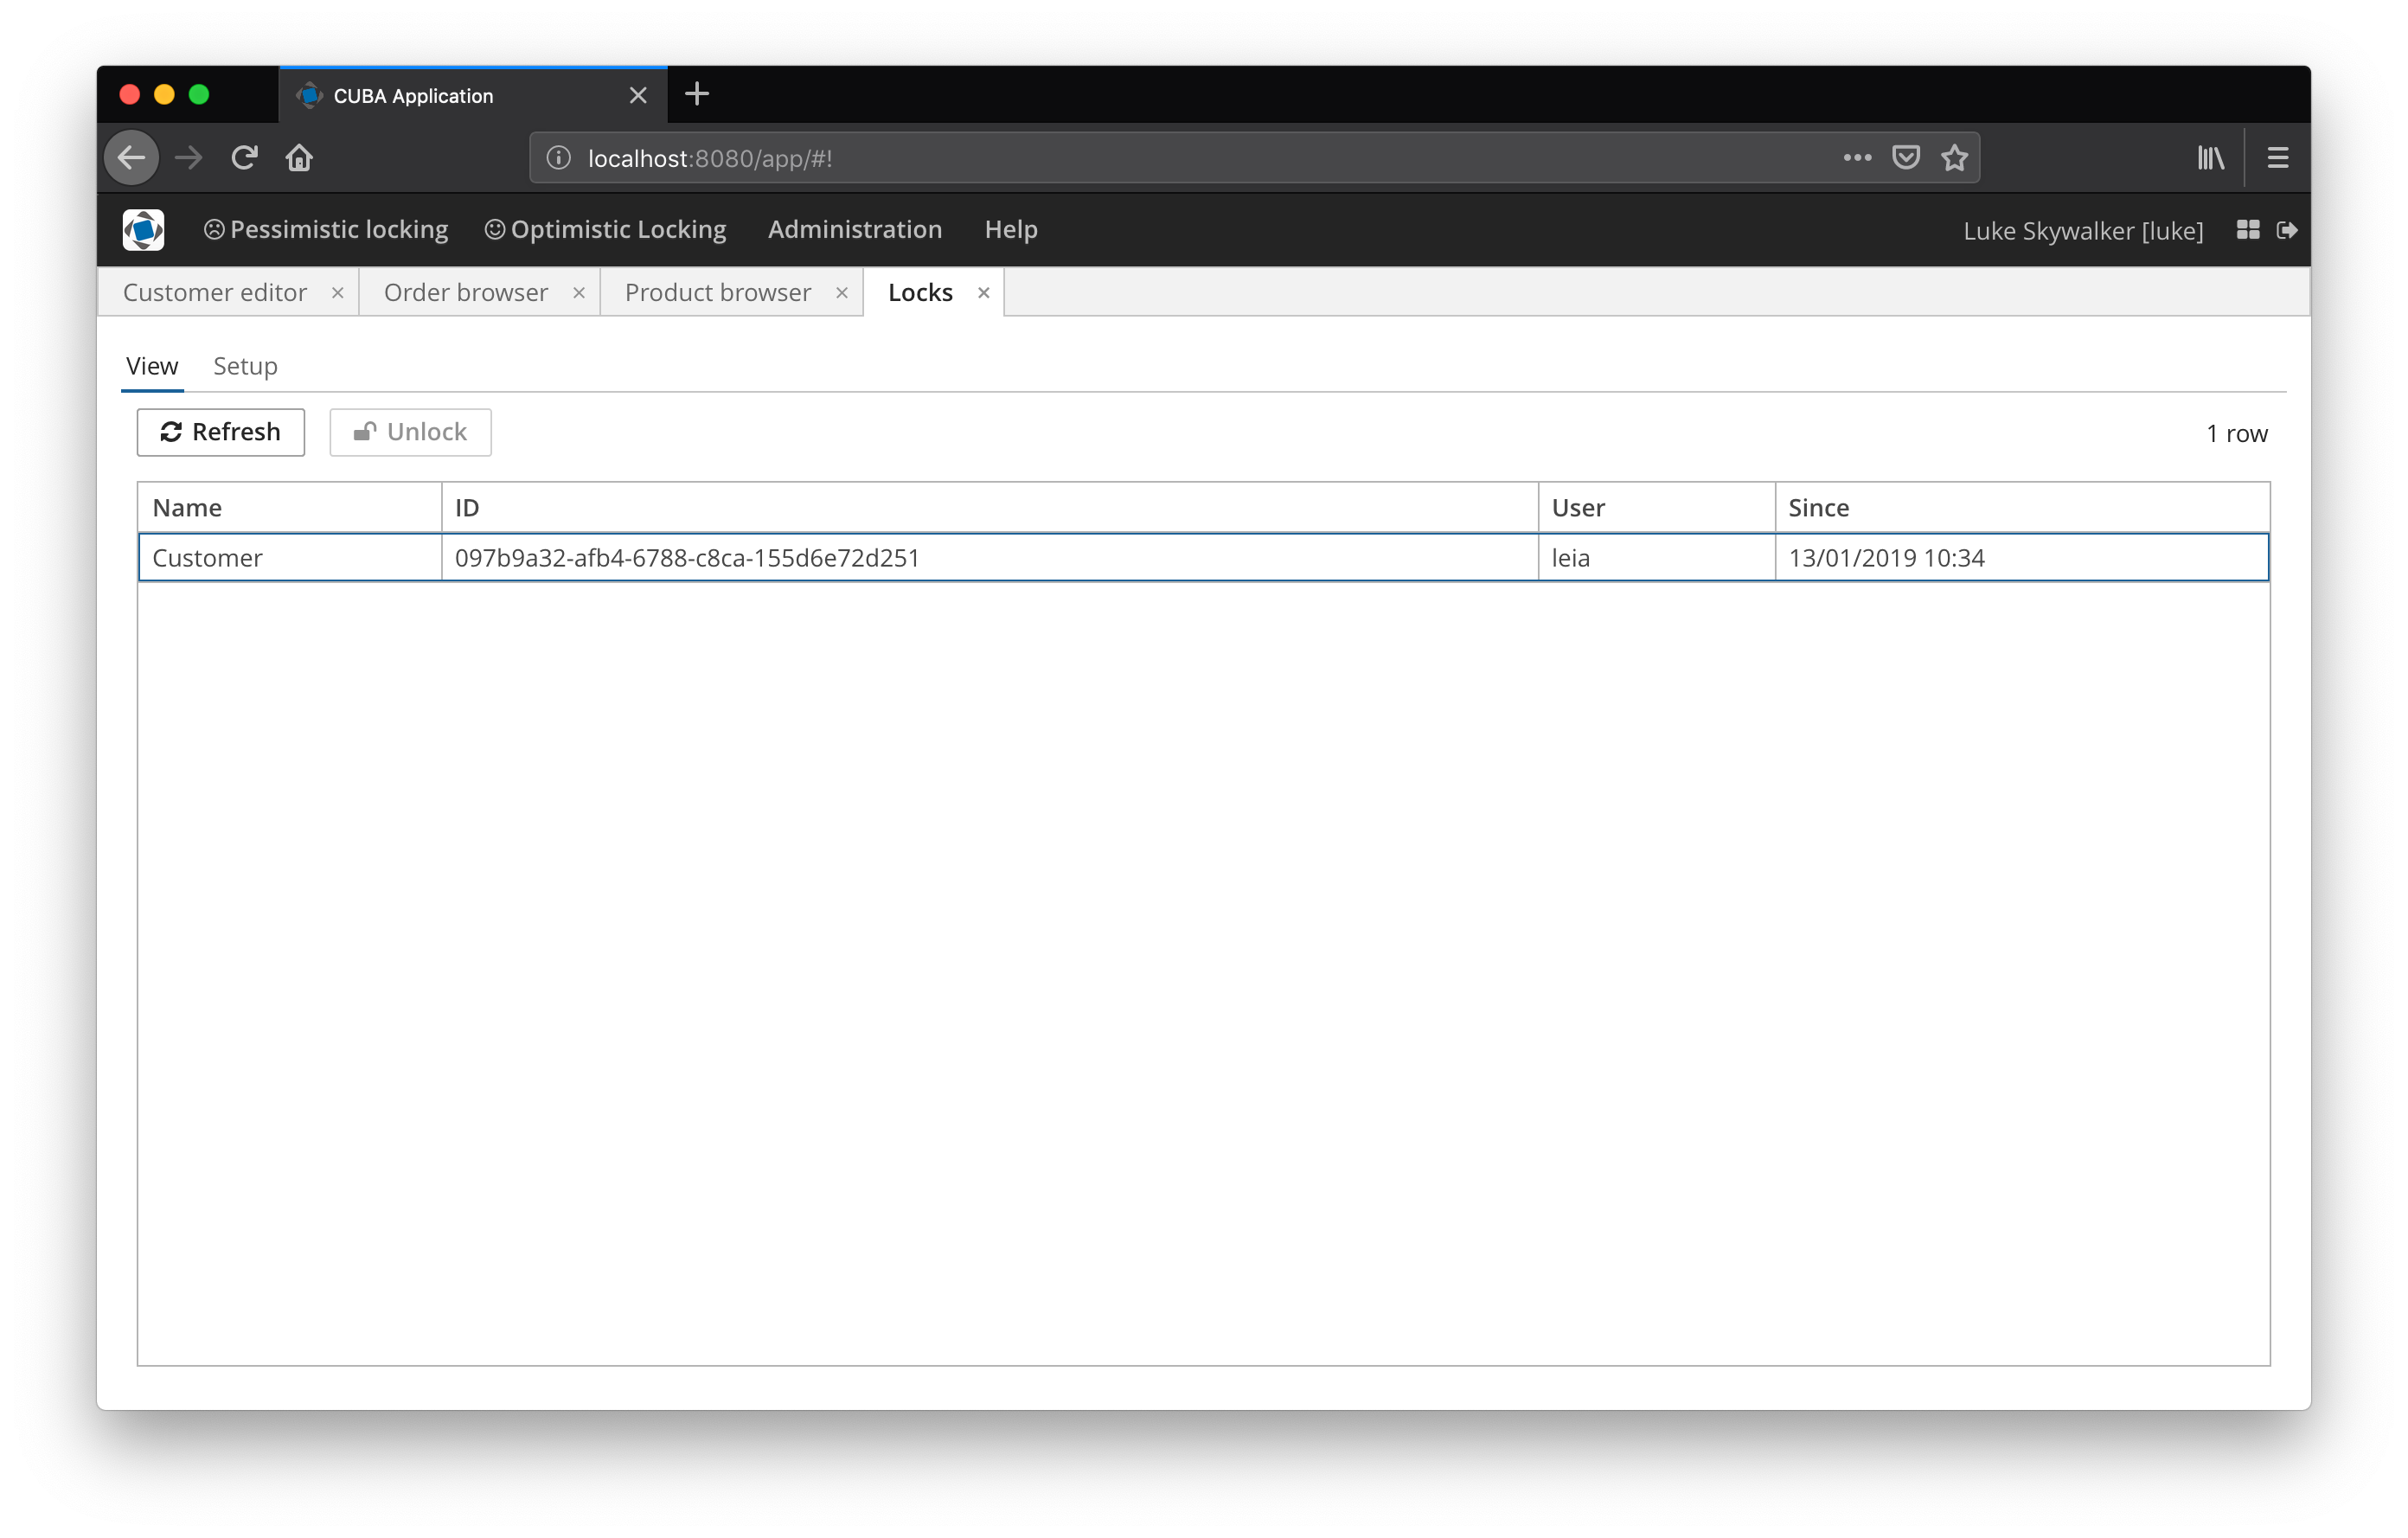 CUBA Application
localhost:8080/app/#!
Pessimistic locking Optimistic Locking Administration Help Luke Skywalker [luke]
Customer editor Order browser Product browser Locks
View Setup
Refresh Unlock 1 row
Name ID User Since
Customer 097b9a32-afb4-6788-c8ca-155d6e72d251 leia 13/01/2019 10:34